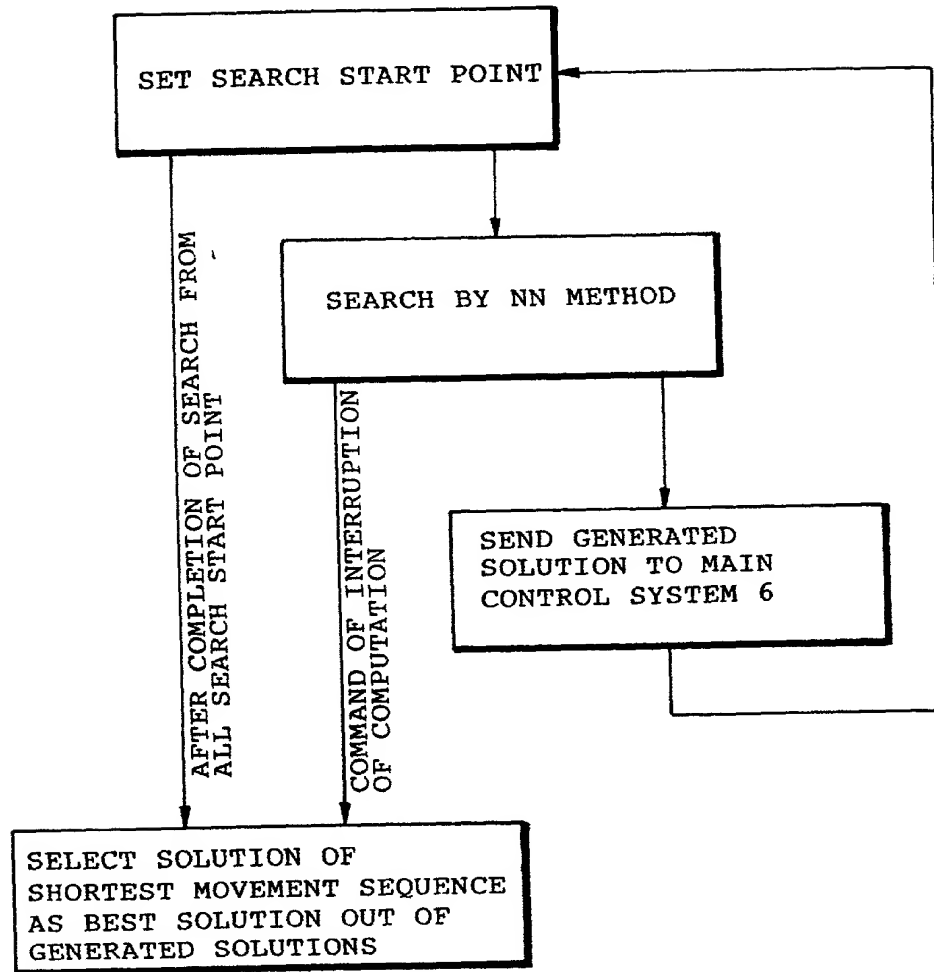 SET SEARCH START POINT
SEARCH BY NN METHOD
AFTER COMPLETION OF SEARCH FROM
ALL SEARCH START POINT
COMMAND OF INTERRUPTION
OF COMPUTATION
SEND GENERATED
SOLUTION TO MAIN
CONTROL SYSTEM 6
SELECT SOLUTION OF
SHORTEST MOVEMENT SEQUENCE
AS BEST SOLUTION OUT OF
GENERATED SOLUTIONS